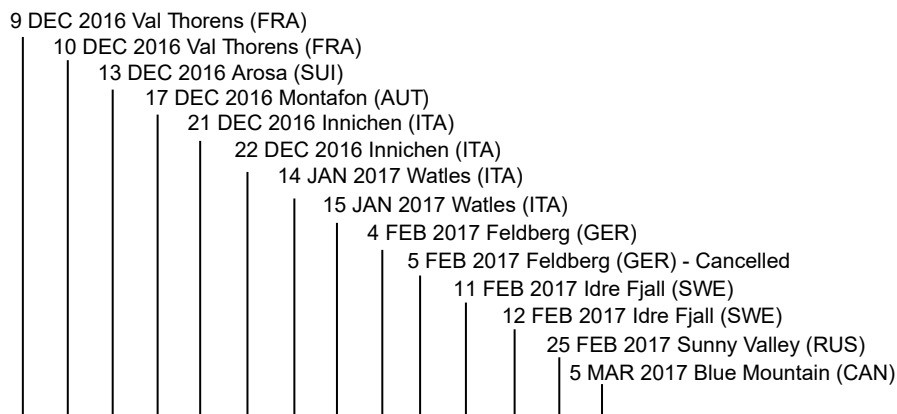 9 DEC 2016 Val Thorens (FRA)
10 DEC 2016 Val Thorens (FRA)
13 DEC 2016 Arosa (SUI)
17 DEC 2016 Montafon (AUT)
21 DEC 2016 Innichen (ITA)
22 DEC 2016 Innichen (ITA)
14 JAN 2017 Watles (ITA)
15 JAN 2017 Watles (ITA)
4 FEB 2017 Feldberg (GER)
5 FEB 2017 Feldberg (GER) - Cancelled
11 FEB 2017 Idre Fjall (SWE)
12 FEB 2017 Idre Fjall (SWE)
25 FEB 2017 Sunny Valley (RUS)
5 MAR 2017 Blue Mountain (CAN)